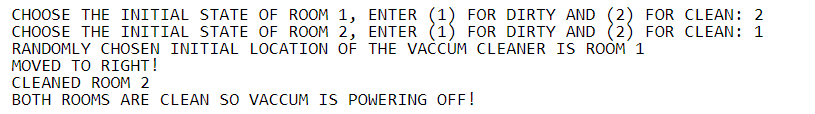 CHOOSE THE INITIAL STATE OF ROOM 1, ENTER (1) FOR DIRTY AND (2) FOR CLEAN: 2
CHOOSE THE INITIAL STATE OF ROOM 2, ENTER (1) FOR DIRTY AND (2) FOR CLEAN: 1
RANDOMLY CHOSEN INITIAL LOCATION OF THE VACCUM CLEANER IS ROOM 1
MOVED TO RIGHT!
CLEANED ROOM 2
BOTH ROOMS ARE CLEAN SO VACCUM IS POWERING OFF!